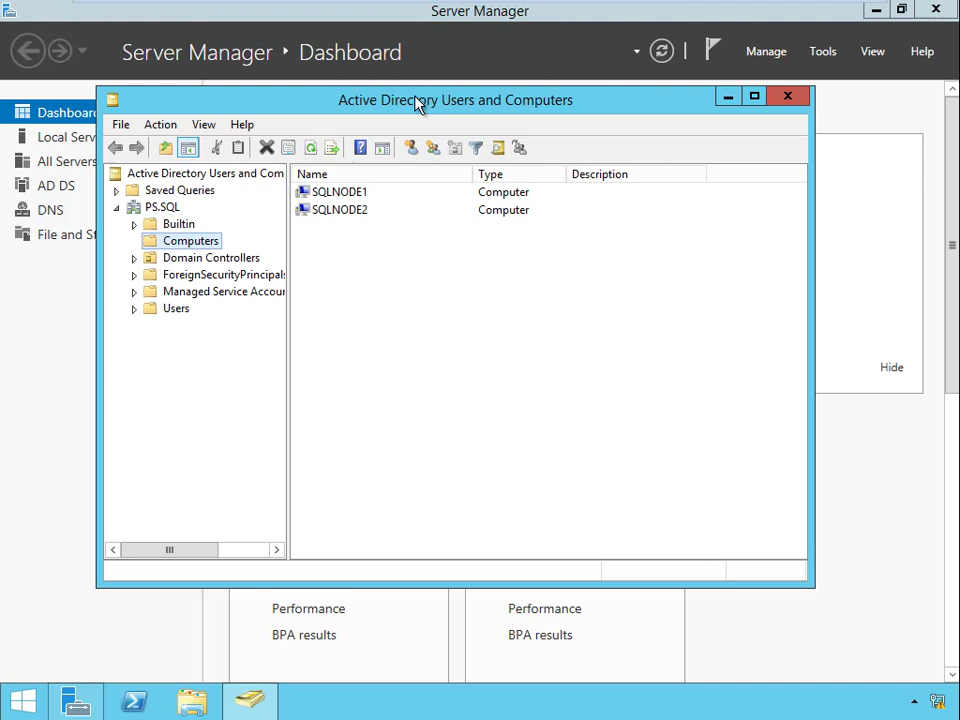 Server Manager
Server Manager ‣ Dashboard
Manage Tools View Help
Dashboard
Local Serv
All Servers
AD DS
DNS
File and St
Active Directory Users and Computers
File Action View Help
Active Directory Users and Com
Saved Queries
PS.SQL
Builtin
Computers
Domain Controllers
ForeignSecurityPrincipals
Managed Service Accour
Users
Name Type Description
SQLNODE1 Computer
SQLNODE2 Computer
Hide
Performance
BPA results
Performance
BPA results